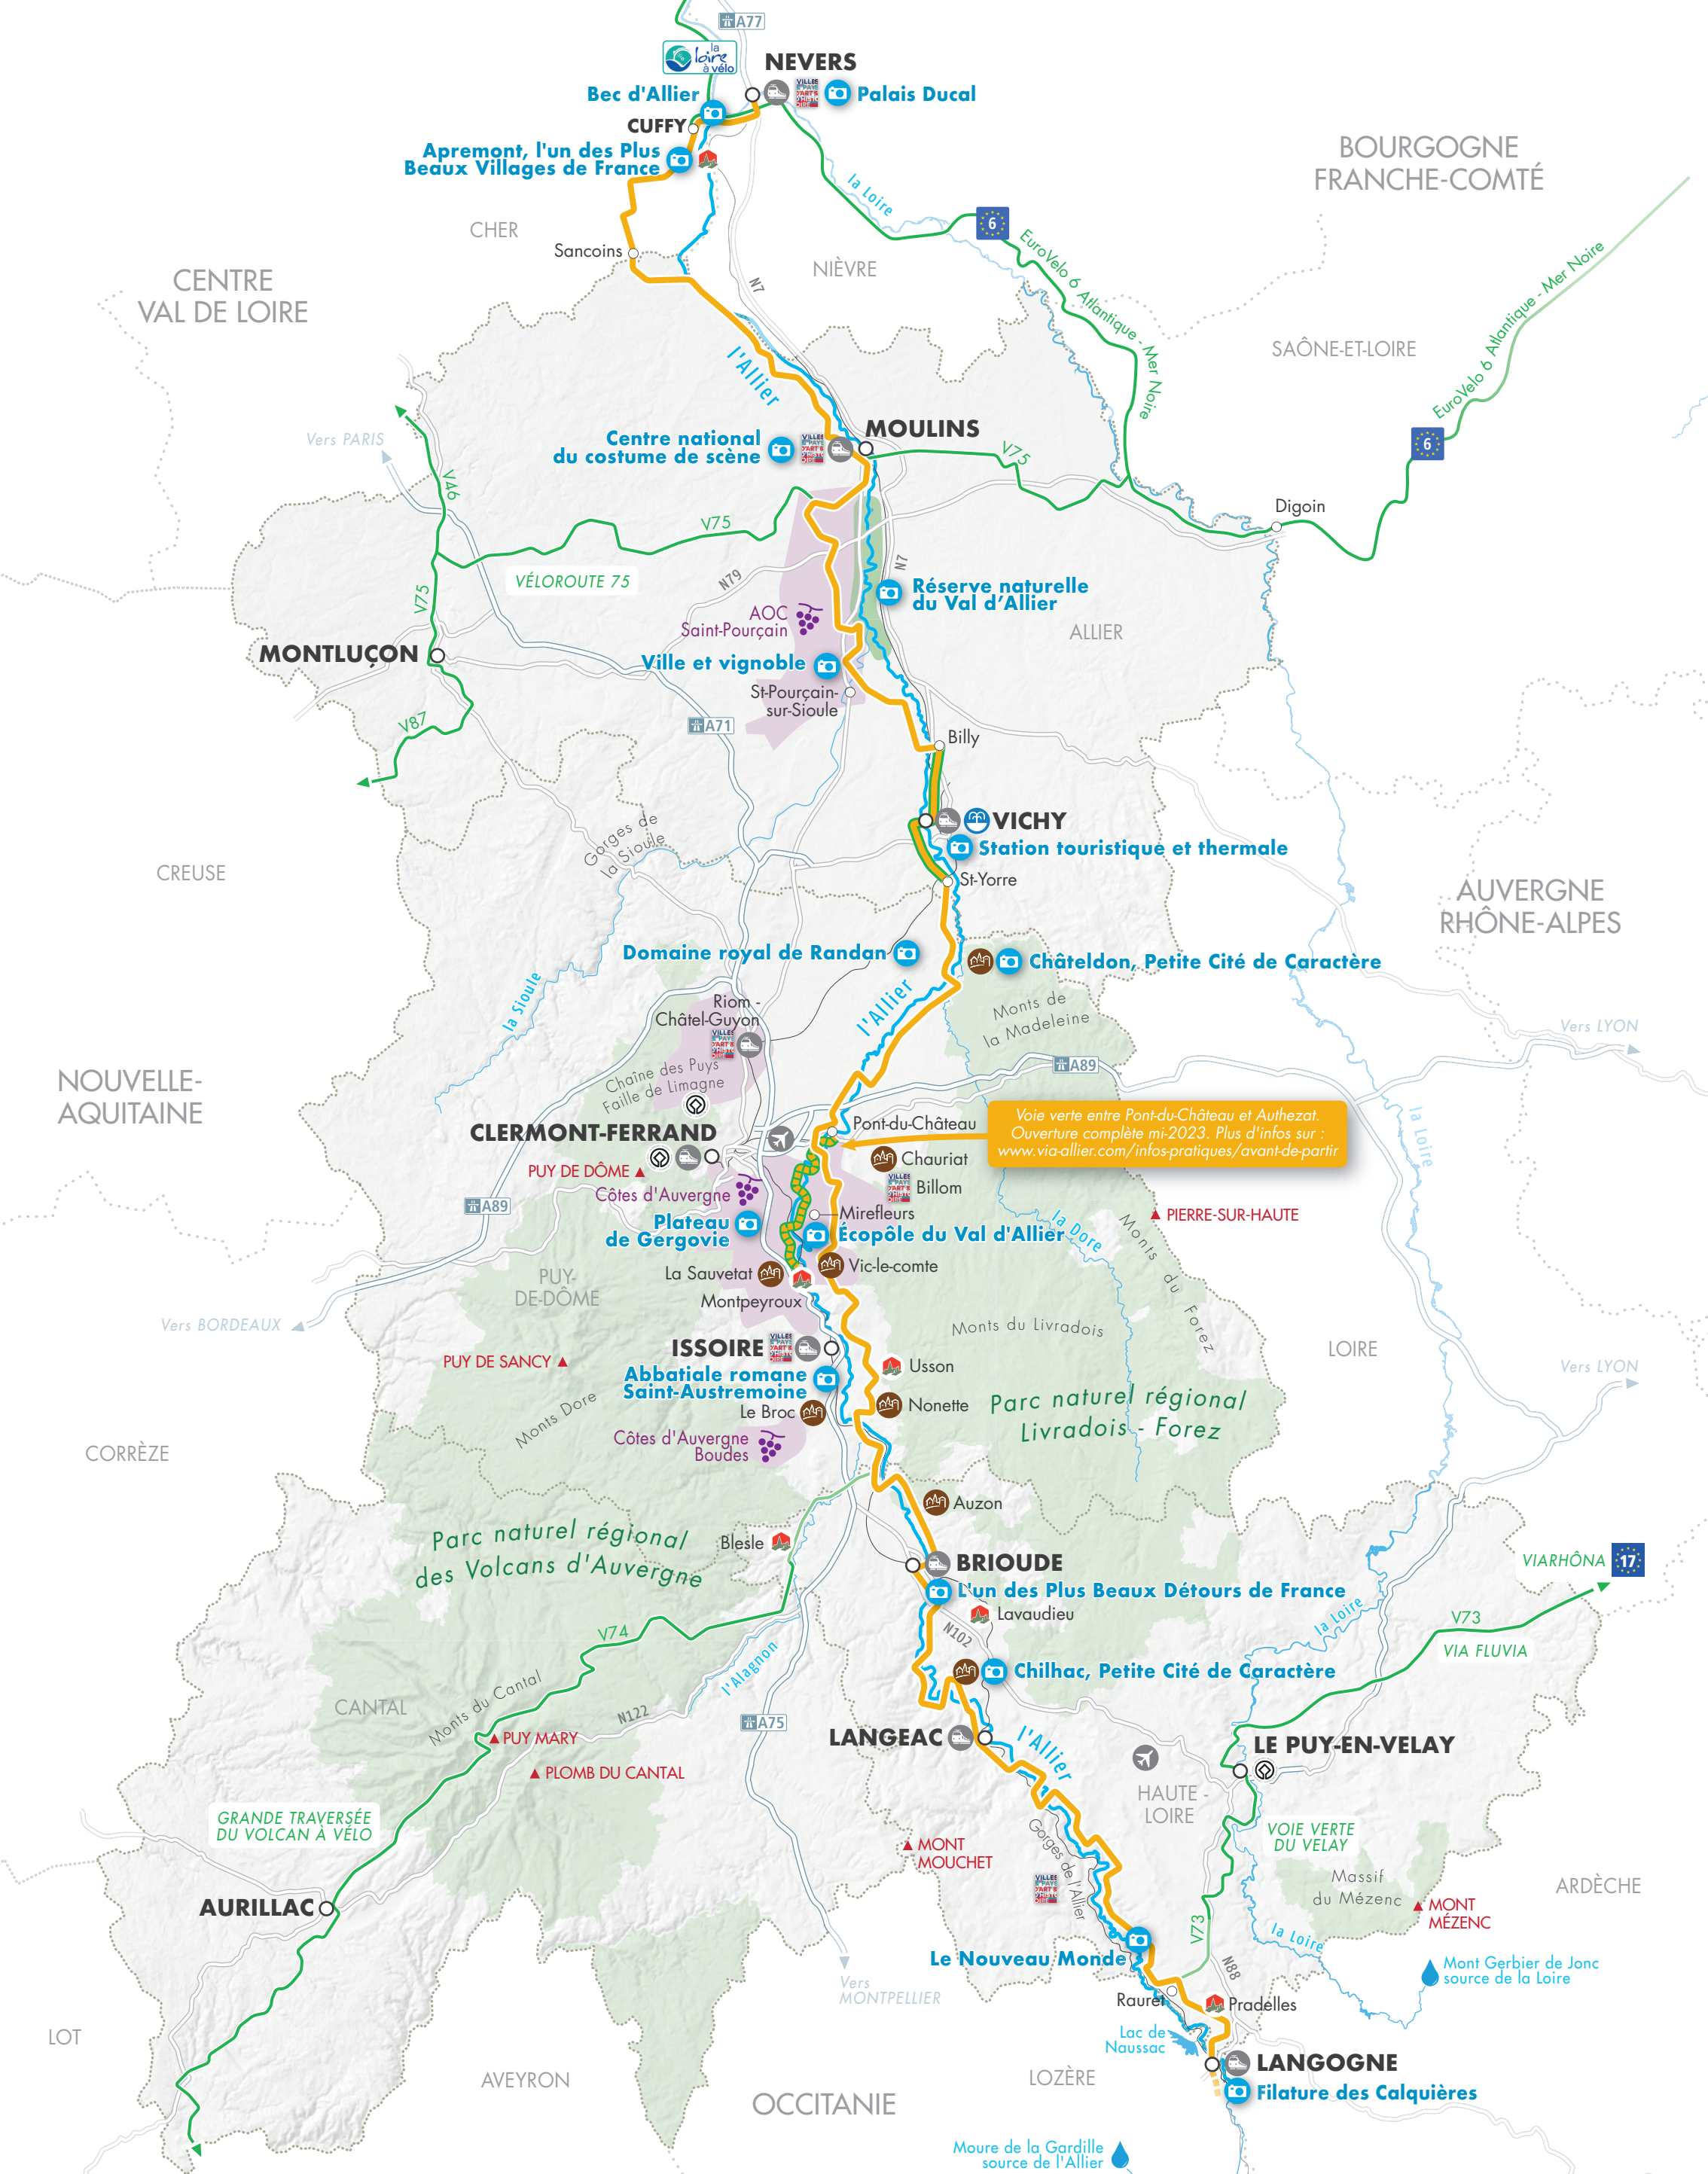 A77
la
loire
à vélo
NEVERS
Palais Ducal
Bec d'Allier
CUFFY
Apremont, l'un des Plus
Beaux Villages de France
BOURGOGNE
FRANCHE-COMTÉ
la Loire
6
EuroVelo 6 Atlantique - Mer Noire
EuroVelo 6 Atlantique - Mer Noire
6
CHER
Sancoins
NIÈVRE
N7
CENTRE
VAL DE LOIRE
SAÔNE-ET-LOIRE
l'Allier
Vers PARIS
Centre national
du costume de scène
MOULINS
V75
V46
V75
Digoin
VÉLOROUTE 75
N79
N7
V75
Réserve naturelle
du Val d'Allier
AOC
Saint-Pourçain
ALLIER
MONTLUÇON
Ville et vignoble
St-Pourçain-
sur-Sioule
V87
A71
Billy
VICHY
Station touristique et thermale
Gorges de
la Sioule
CREUSE
St-Yorre
AUVERGNE
RHÔNE-ALPES
Domaine royal de Randan
Châteldon, Petite Cité de Caractère
la Sioule
l'Allier
Monts de
la Madeleine
Riom -
Châtel-Guyon
Vers LYON
Chaîne des Puys
Faille de Limagne
A89
NOUVELLE-
AQUITAINE
Voie verte entre Pont-du-Château et Authezat.
Ouverture complète mi-2023. Plus d'infos sur :
www.via-allier.com/infos-pratiques/avant-de-partir
Pont-du-Château
CLERMONT-FERRAND
Chauriat
PUY DE DÔME
Billom
Côtes d'Auvergne
A89
Mirefleurs
Plateau
de Gergovie
Écopôle du Val d'Allier
la Dore
la Loire
PIERRE-SUR-HAUTE
Monts du Forez
La Sauvetat
Vic-le-comte
PUY-
DE-DÔME
Montpeyroux
Vers BORDEAUX
Monts du Livradois
ISSOIRE
LOIRE
PUY DE SANCY
Usson
Abbatiale romane
Saint-Austremoine
Vers LYON
Monts Dore
Le Broc
Nonette
Parc naturel régional
Livradois - Forez
Côtes d'Auvergne
Boudes
CORRÈZE
Auzon
Parc naturel régional
des Volcans d'Auvergne
Blesle
BRIOUDE
L'un des Plus Beaux Détours de France
VIARHÔNA
17
Lavaudieu
la Loire
V73
VIA FLUVIA
V74
N102
l'Alagnon
Chilhac, Petite Cité de Caractère
CANTAL
Monts du Cantal
N122
A75
PUY MARY
LANGEAC
l'Allier
LE PUY-EN-VELAY
PLOMB DU CANTAL
HAUTE -
LOIRE
GRANDE TRAVERSÉE
DU VOLCAN À VÉLO
VOIE VERTE
DU VELAY
MONT
MOUCHET
Gorges de l'Allier
Massif
du Mézenc
ARDÈCHE
AURILLAC
MONT
MÉZENC
V73
la Loire
Le Nouveau Monde
N88
Mont Gerbier de Jonc
source de la Loire
Vers
MONTPELLIER
Rauret
Pradelles
LOT
Lac de
Naussac
LANGOGNE
AVEYRON
LOZÈRE
Filature des Calquières
OCCITANIE
Moure de la Gardille
source de l'Allier